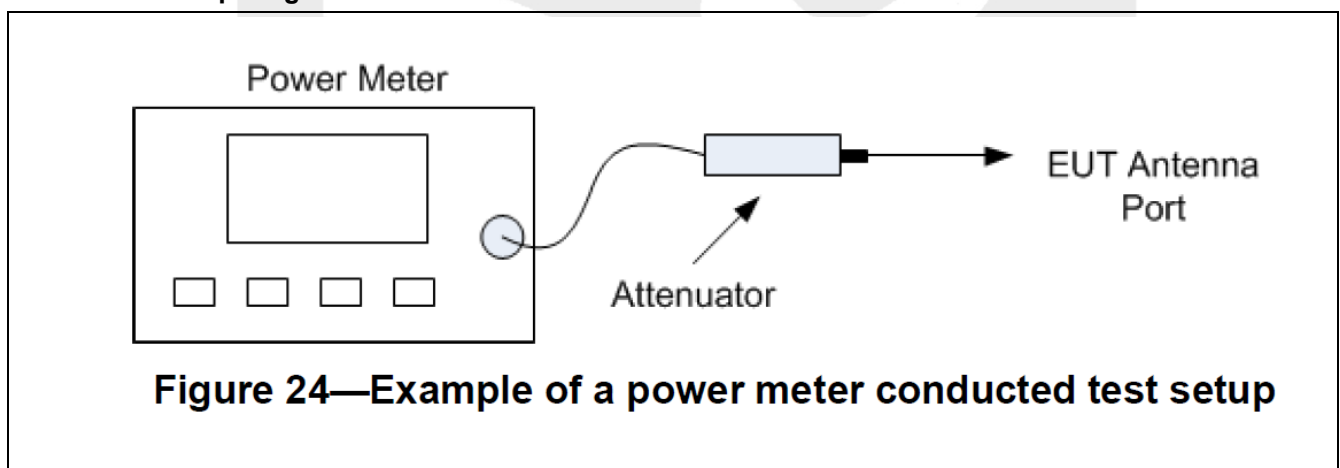 Power Meter
EUT Antenna
Port
Attenuator
Figure 24—Example of a power meter conducted test setup